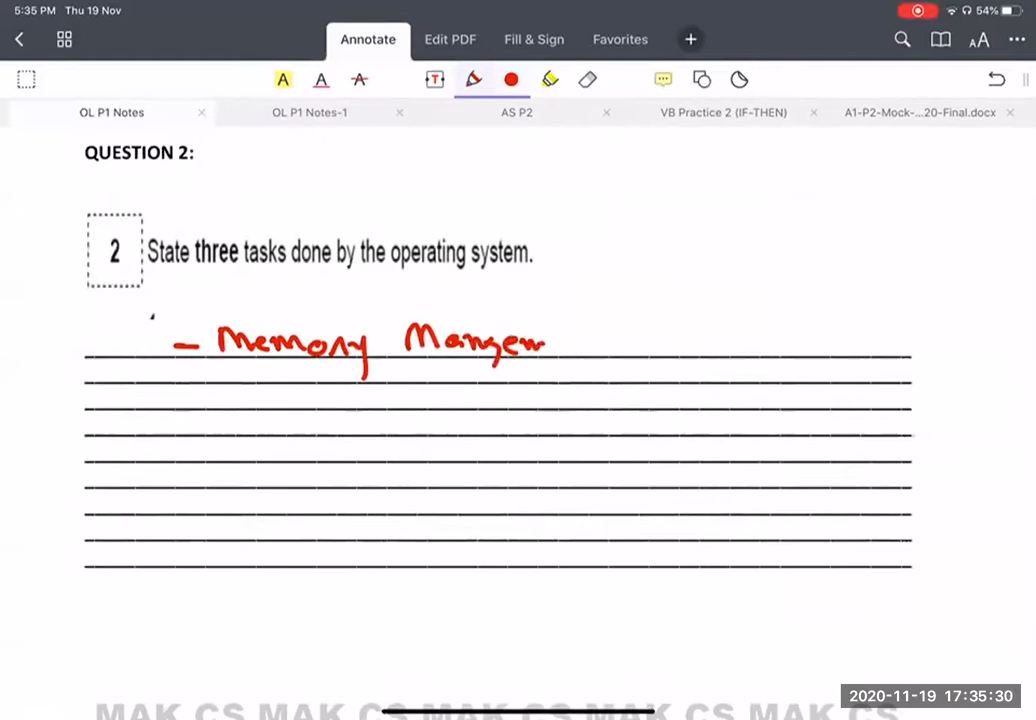 5:35 PM Thu 19 Nov
54%
Annotate Edit PDF Fill & Sign Favorites
AA
A A A T
OL P1 Notes OL P1 Notes-1 AS P2 VB Practice 2 (IF-THEN) A1-P2-Mock-...20-Final.docx
QUESTION 2:
2 State three tasks done by the operating system.
- Memory Mangem
MAK CS MAK CS MAK CS MAK CS MAK CS
2020-11-19 17:35:30